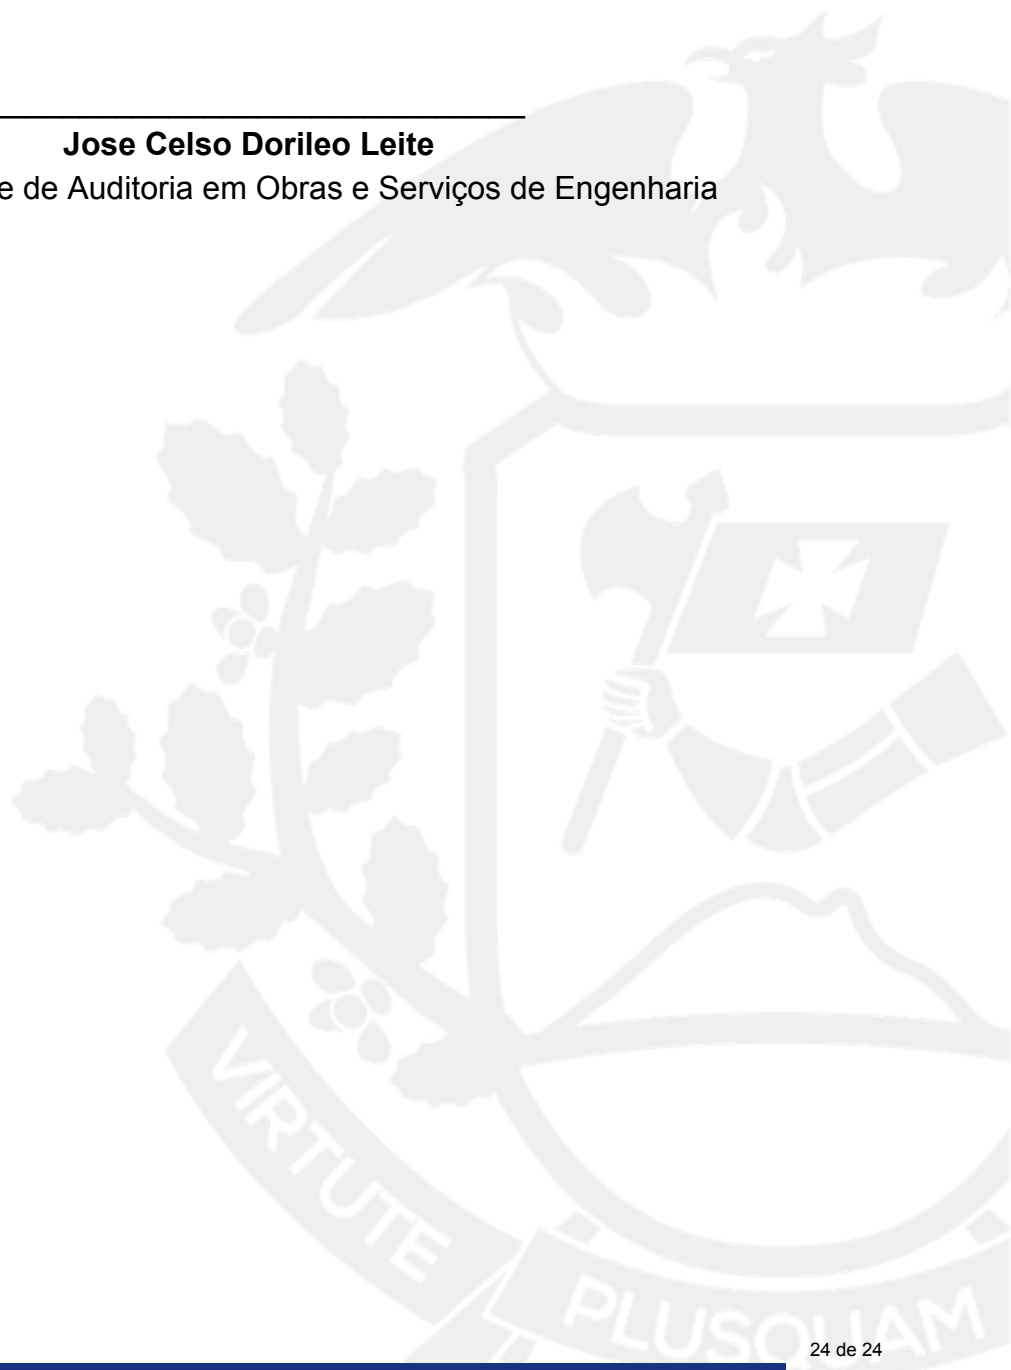 Jose Celso Dorileo Leite
e de Auditoria em Obras e Serviços de Engenharia
VIRTUTE
PLUSQUAM
24 de 24